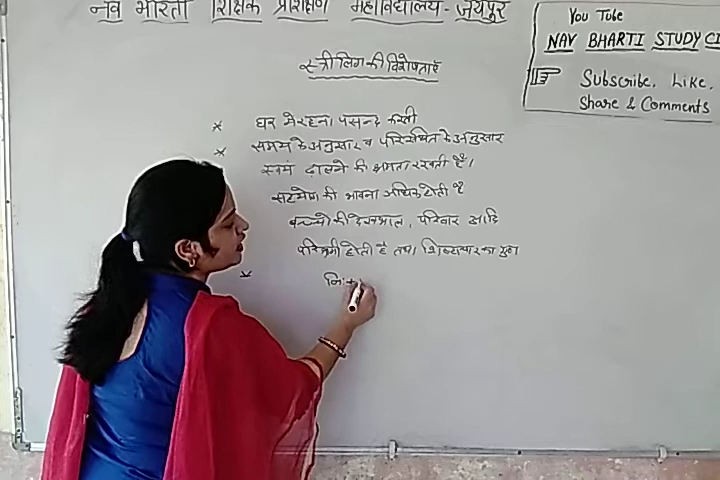 नव भारती शिक्षक प्रशिक्षण महाविद्यालय - जयपुर
You Tube
NAV BHARTI STUDY
Subscribe. Like.
Share & Comments
स्त्रीलिंग की विशेषताएँ
* घर मे रहना पसन्द करती
* समय के अनुसार व परिस्थिति के अनुसार
स्वमं ढालने की क्षमता रखती है।
की भावना अधिक होती है
बच्चो की देखभाल, परिवार आदि
परिश्रमी होती है तथा शिष्टाचार का गुण
*